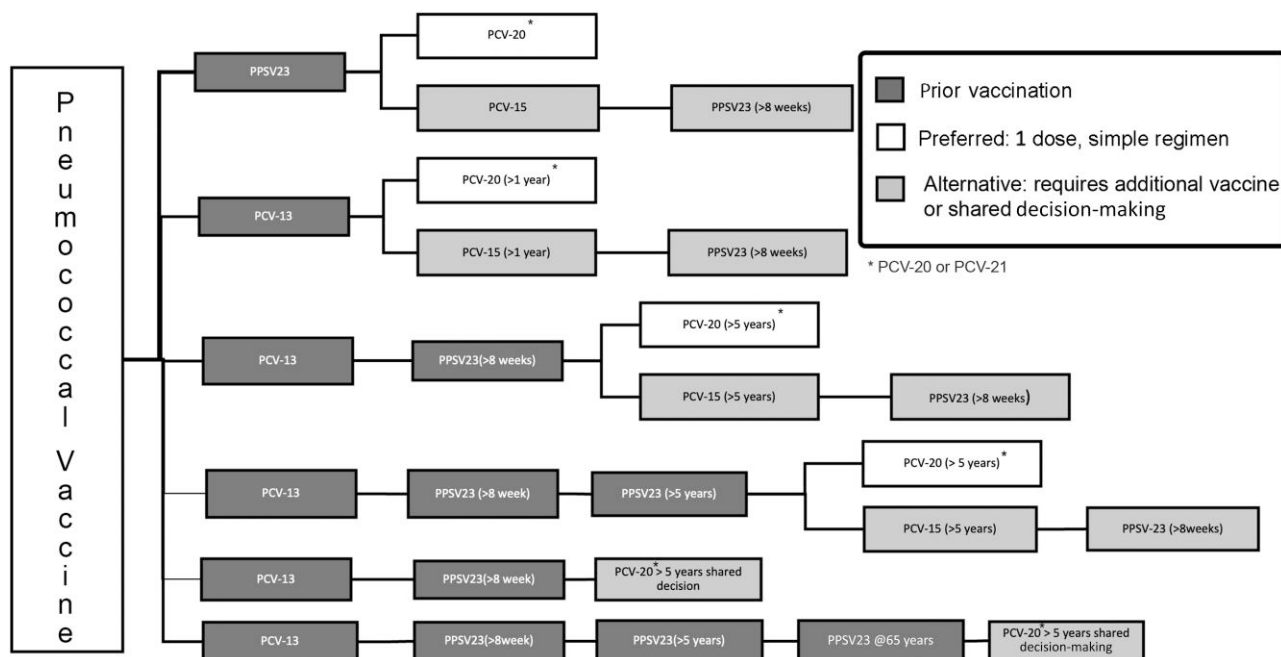 Pneumococcal Vaccine
PPSV23
PCV-20*
PCV-15
PPSV23 (>8 weeks)
PCV-13
PCV-20 (>1 year)*
PCV-15 (>1 year)
PPSV23 (>8 weeks)
PCV-13
PPSV23(>8 weeks)
PCV-20 (>5 years)*
PCV-15 (>5 years)
PPSV23 (>8 weeks)
PCV-13
PPSV23 (>8 week)
PPSV23 (>5 years)
PCV-20 (> 5 years)*
PCV-15 (>5 years)
PPSV-23 (>8weeks)
PCV-13
PPSV23(>8 week)
PCV-20*> 5 years shared
decision
PCV-13
PPSV23(>8week)
PPSV23(>5 years)
PPSV23 @65 years
PCV-20*> 5 years shared
decision-making
Prior vaccination
Preferred: 1 dose, simple regimen
Alternative: requires additional vaccine
or shared decision-making
* PCV-20 or PCV-21